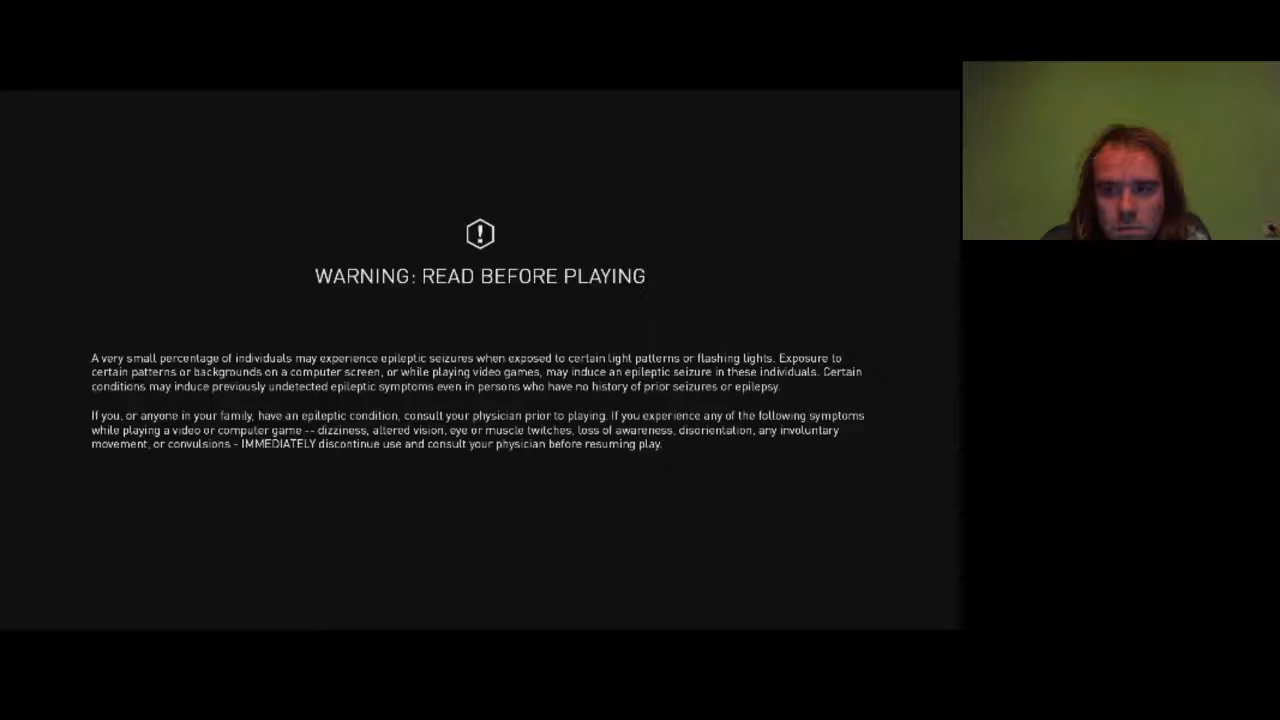 WARNING: READ BEFORE PLAYING
A very small percentage of individuals may experience epileptic seizures when exposed to certain light patterns or flashing lights. Exposure to
certain patterns or backgrounds on a computer screen, or while playing video games, may induce an epileptic seizure in these individuals. Certain
conditions may induce previously undetected epileptic symptoms even in persons who have no history of prior seizures or epilepsy.
If you, or anyone in your family, have an epileptic condition, consult your physician prior to playing. If you experience any of the following symptoms
while playing a video or computer game -- dizziness, altered vision, eye or muscle twitches, loss of awareness, disorientation, any involuntary
movement, or convulsions - IMMEDIATELY discontinue use and consult your physician before resuming play.